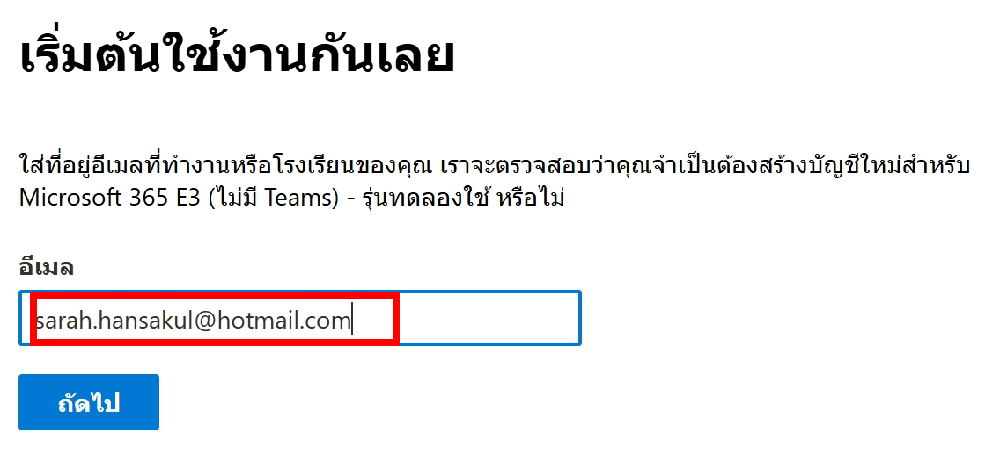 เริ่มต้นใช้งานกันเลย
ใส่ที่อยู่อีเมลที่ทำงานหรือโรงเรียนของคุณ เราจะตรวจสอบว่าคุณจำเป็นต้องสร้างบัญชีใหม่สำหรับ
Microsoft 365 E3 (ไม่มี Teams) - รุ่นทดลองใช้ หรือไม่
อีเมล
sarah.hansakul@hotmail.com
ถัดไป